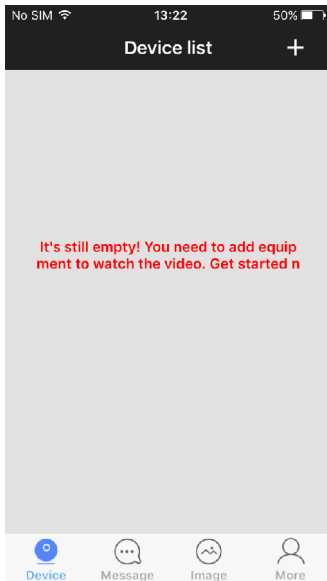 No SIM 13:22 50%
Device list +
It's still empty! You need to add equip
ment to watch the video. Get started n
Device Message Image More